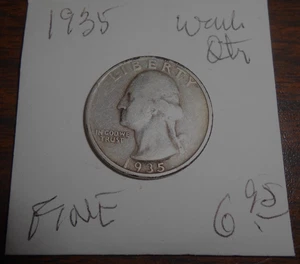 1935 Wash
Qtr
LIBERTY
IN GOD WE
TRUST
1935
FINE 6 95